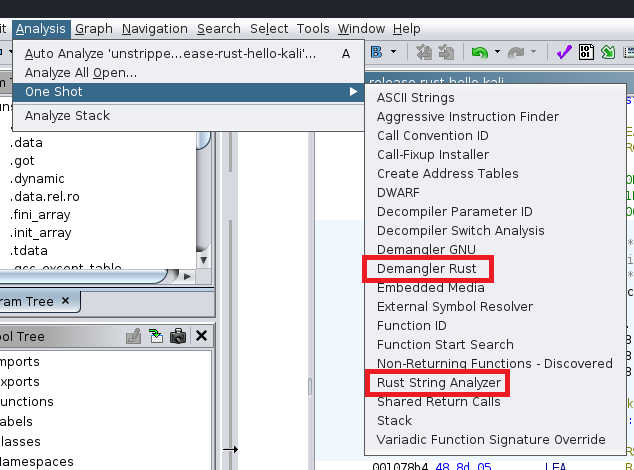 it Analysis Graph Navigation Search Select Tools Window Help
Auto Analyze 'unstrippe...ease-rust-hello-kali'... A
Analyze All Open...
One Shot
Analyze Stack
.data
.got
.dynamic
.data.rel.ro
.fini_array
.init_array
.tdata
.gcc_except_table
ram Tree ×
ol Tree
mports
xports
unctions
abels
lasses
amespaces
B
release-rust-hello-kali
ASCII Strings
Aggressive Instruction Finder
Call Convention ID
Call-Fixup Installer
Create Address Tables
DWARF
Decompiler Parameter ID
Decompiler Switch Analysis
Demangler GNU
Demangler Rust
Embedded Media
External Symbol Resolver
Function ID
Function Start Search
Non-Returning Functions - Discovered
Rust String Analyzer
Shared Return Calls
Stack
Variadic Function Signature Override
001078b4 48 8d 05 LEA